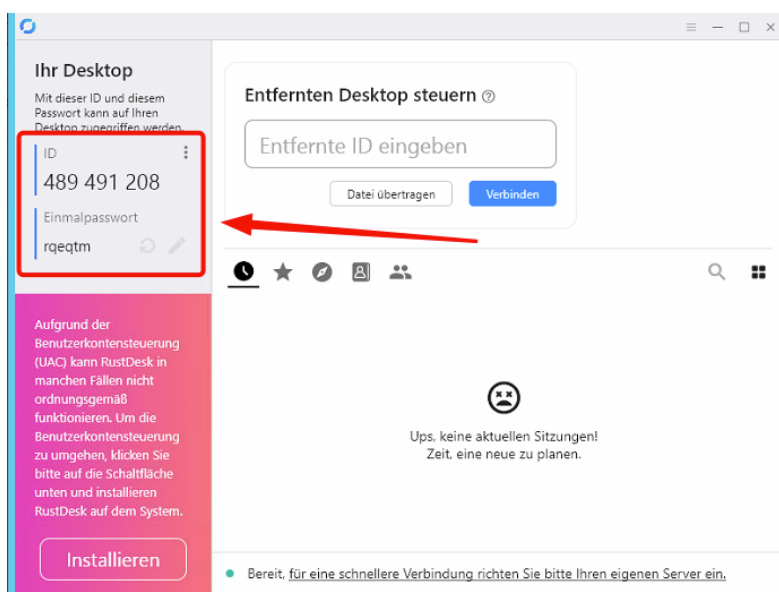 Ihr Desktop
Mit dieser ID und diesem
Passwort kann auf Ihren
Desktop zugegriffen werden.
ID
489 491 208
Einmalpasswort
rqeqtm
Aufgrund der
Benutzerkontensteuerung
(UAC) kann RustDesk in
manchen Fällen nicht
ordnungsgemäß
funktionieren. Um die
Benutzerkontensteuerung
zu umgehen, klicken Sie
bitte auf die Schaltfläche
unten und installieren
RustDesk auf dem System.
Installieren
Entfernten Desktop steuern
Entfernte ID eingeben
Datei übertragen
Verbinden
Ups, keine aktuellen Sitzungen!
Zeit, eine neue zu planen.
Bereit, für eine schnellere Verbindung richten Sie bitte Ihren eigenen Server ein.